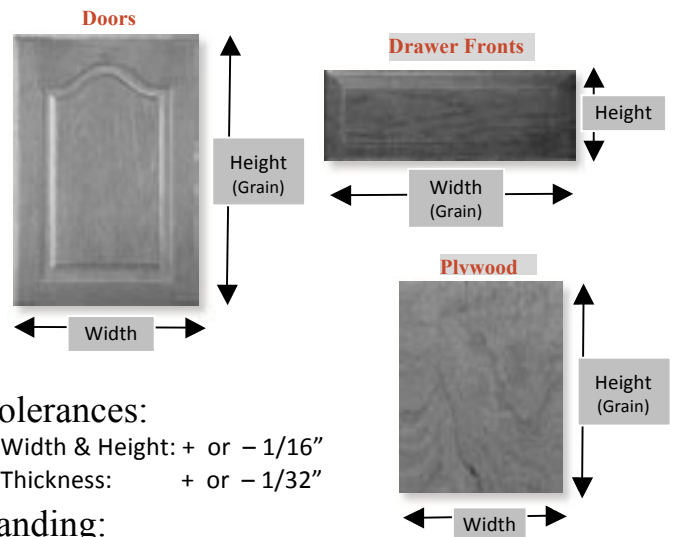 Doors
Height
(Grain)
Width
Drawer Fronts
Height
Width
(Grain)
Plywood
Height
(Grain)
Width
olerances:
Width & Height: + or – 1/16”
Thickness: + or – 1/32”
anding: